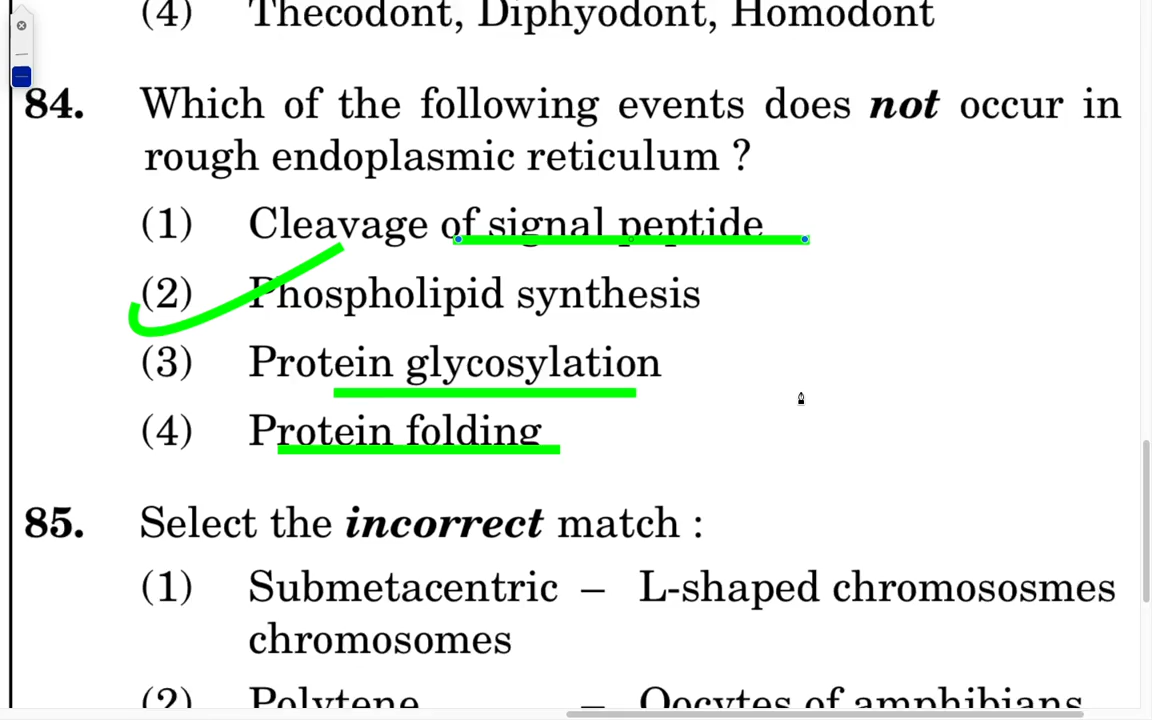 (4) Thecodont, Diphyodont, Homodont
84. Which of the following events does not occur in
rough endoplasmic reticulum ?
(1) Cleavage of signal peptide
(2) Phospholipid synthesis
(3) Protein glycosylation
(4) Protein folding
85. Select the incorrect match :
(1) Submetacentric – L-shaped chromososmes
chromosomes
(2) Polytene – Oocytes of amphibians